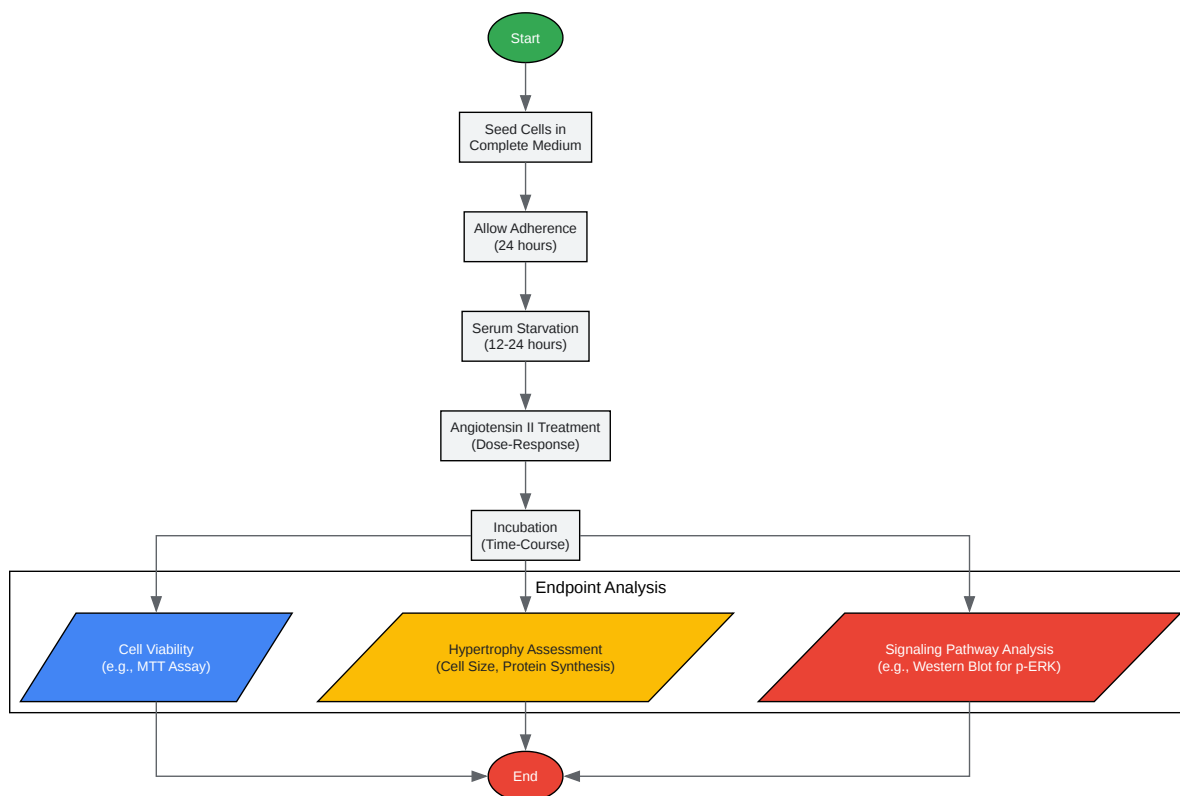 Start
Seed Cells in
Complete Medium
Allow Adherence
(24 hours)
Serum Starvation
(12-24 hours)
Angiotensin II Treatment
(Dose-Response)
Incubation
(Time-Course)
Endpoint Analysis
Cell Viability
(e.g., MTT Assay)
Hypertrophy Assessment
(Cell Size, Protein Synthesis)
Signaling Pathway Analysis
(e.g., Western Blot for p-ERK)
End